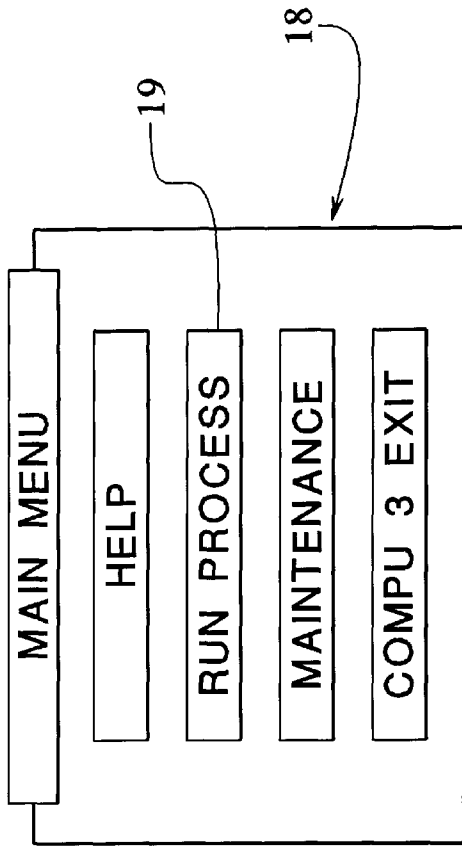 MAIN MENU
HELP
RUN PROCESS
19
MAINTENANCE
COMPU 3 EXIT
18